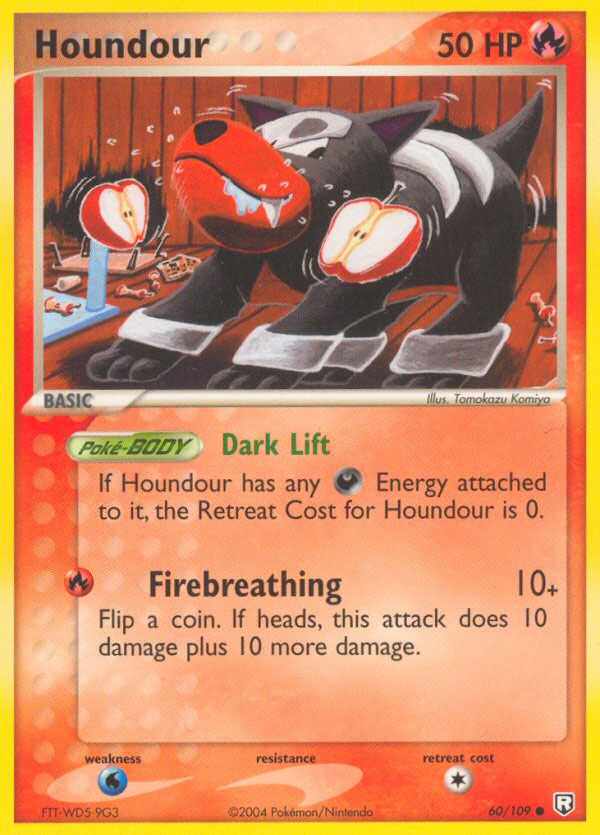 Houndour
50 HP
BASIC
Illus. Tomokazu Komiya
Poké-BODY Dark Lift
If Houndour has any Energy attached
to it, the Retreat Cost for Houndour is 0.
Firebreathing 10+
Flip a coin. If heads, this attack does 10
damage plus 10 more damage.
weakness resistance retreat cost
FTT-WD5-9G3 ©2004 Pokémon/Nintendo 60/109 ● R